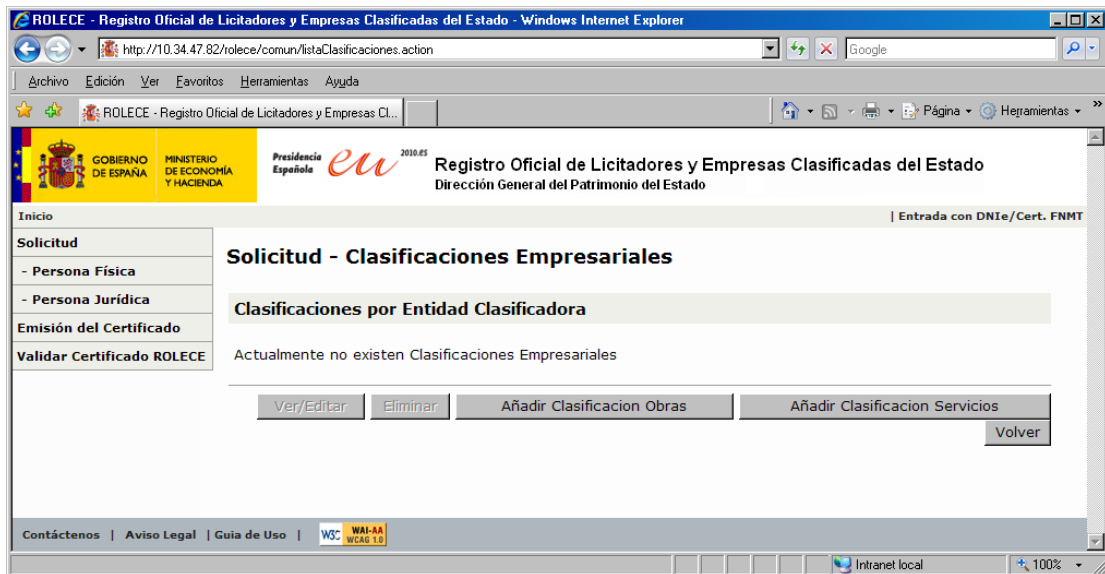 ROLECE - Registro Oficial de Licitadores y Empresas Clasificadas del Estado - Windows Internet Explorer
http://10.34.47.82/rolece/comun/listaClasificaciones.action
Google
Archivo Edición Ver Favoritos Herramientas Ayuda
ROLECE - Registro Oficial de Licitadores y Empresas Cl...
Página
Herramientas
»
GOBIERNO DE ESPAÑA
MINISTERIO DE ECONOMÍA Y HACIENDA
Presidencia Española
eu
2010.es
Registro Oficial de Licitadores y Empresas Clasificadas del Estado
Dirección General del Patrimonio del Estado
Inicio
| Entrada con DNIe/Cert. FNMT
Solicitud
- Persona Física
- Persona Jurídica
Emisión del Certificado
Validar Certificado ROLECE
Solicitud - Clasificaciones Empresariales
Clasificaciones por Entidad Clasificadora
Actualmente no existen Clasificaciones Empresariales
Ver/Editar Eliminar Añadir Clasificacion Obras Añadir Clasificacion Servicios
Volver
Contáctenos | Aviso Legal | Guia de Uso |
W3C WAI-AA WCAG 1.0
Intranet local
100%